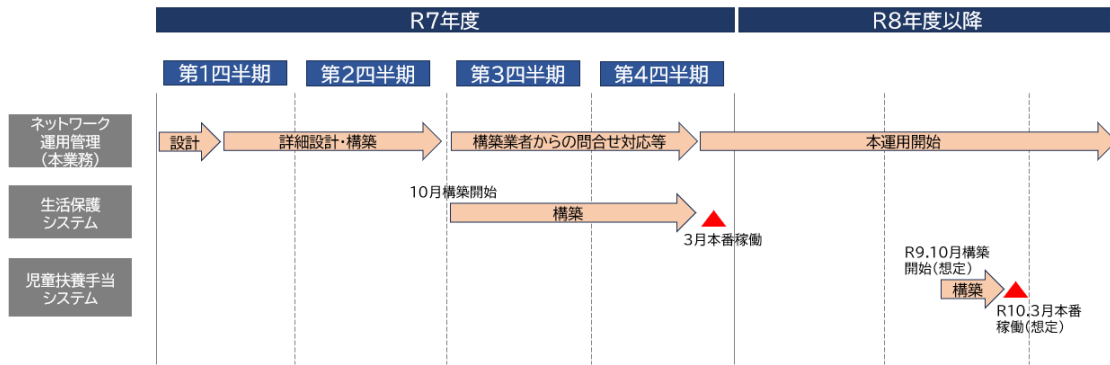 R7年度
R8年度以降
第1四半期
第2四半期
第3四半期
第4四半期
ネットワーク
運用管理
(本業務)
設計
詳細設計・構築
構築業者からの問合せ対応等
本運用開始
生活保護
システム
10月構築開始
構築
3月本番稼働
児童扶養手当
システム
R9.10月構築
開始(想定)
構築
R10.3月本番
稼働(想定)